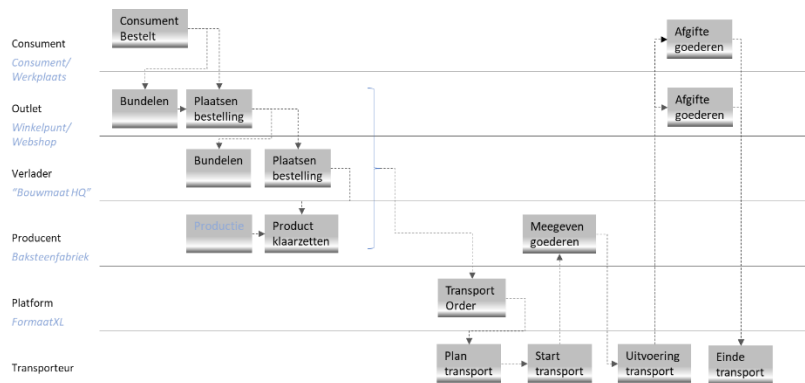 Consument
Bestelt
Consument
Consument/
Werkplaats
Afgifte
goederen
Outlet
Winkelpunt/
Webshop
Bundelen
Plaatsen
bestelling
Afgifte
goederen
Verlader
"Bouwmaat HQ"
Bundelen
Plaatsen
bestelling
Producent
Baksteenfabriek
Productie
Product
klaarzetten
Meegeven
goederen
Platform
FormaatXL
Transport
Order
Transporteur
Plan
transport
Start
transport
Uitvoering
transport
Einde
transport